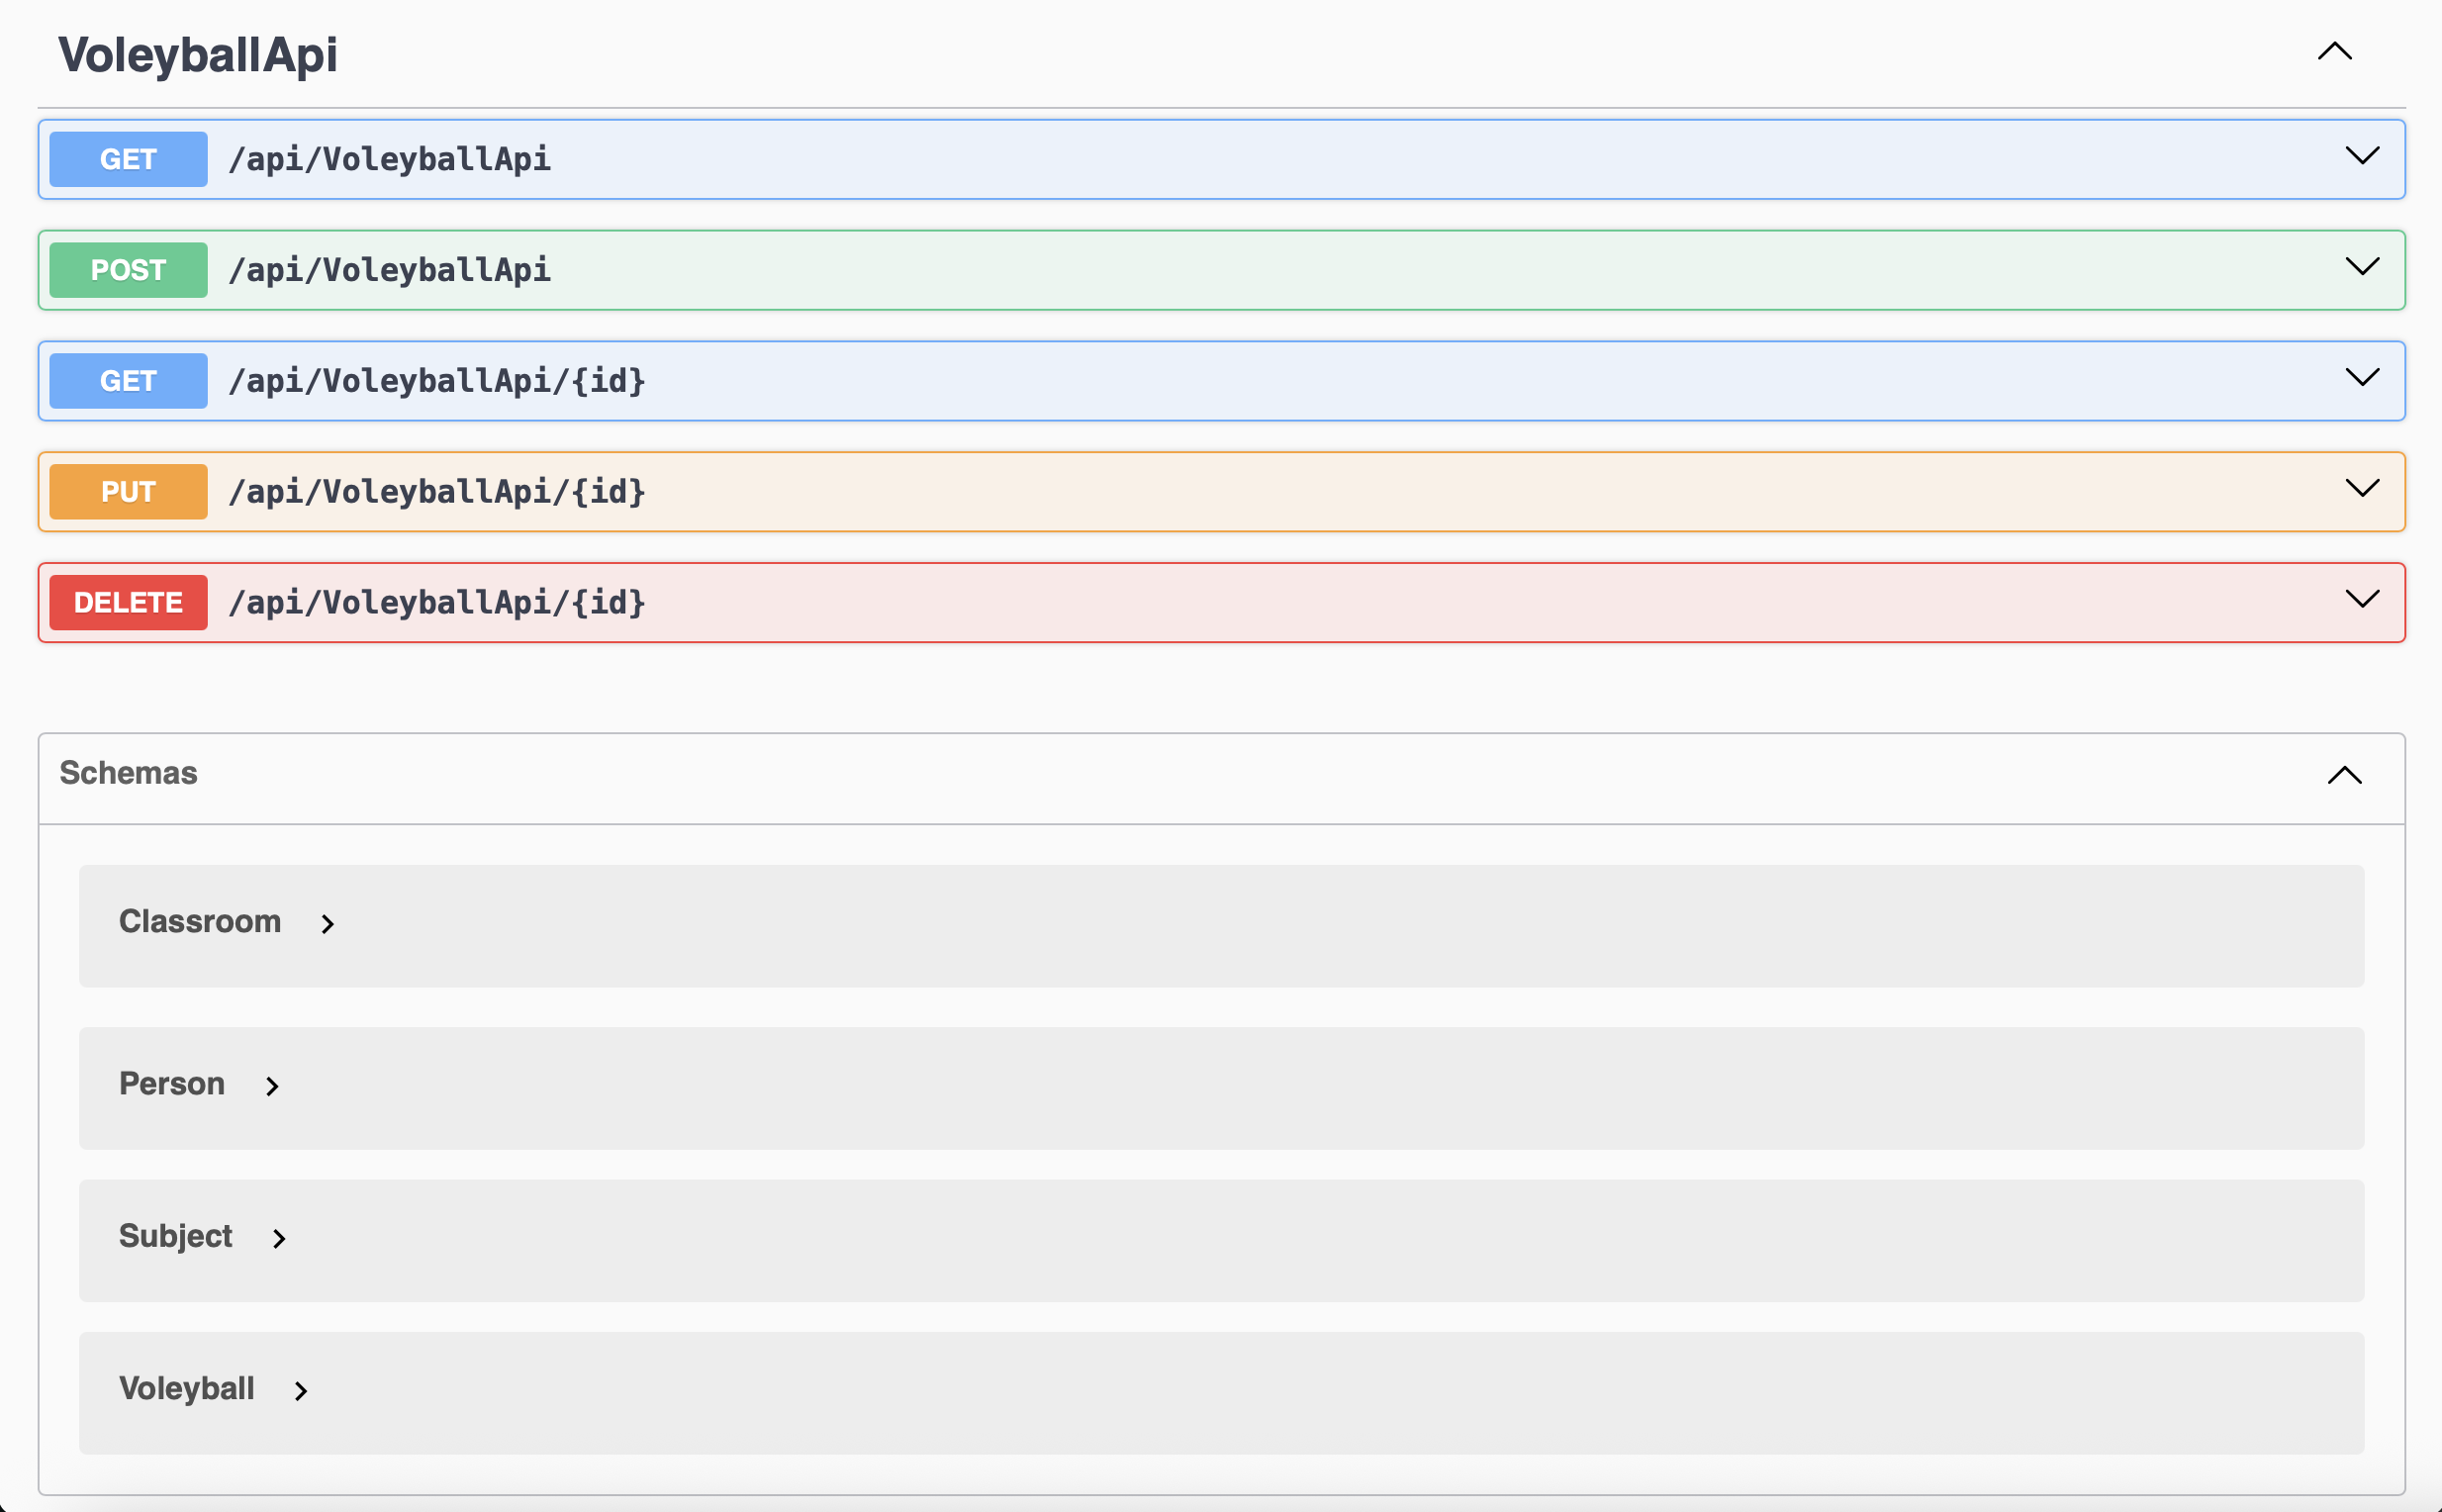 VoleyballApi
GET /api/VoleyballApi
POST /api/VoleyballApi
GET /api/VoleyballApi/{id}
PUT /api/VoleyballApi/{id}
DELETE /api/VoleyballApi/{id}
Schemas
Classroom
Person
Subject
Voleyball